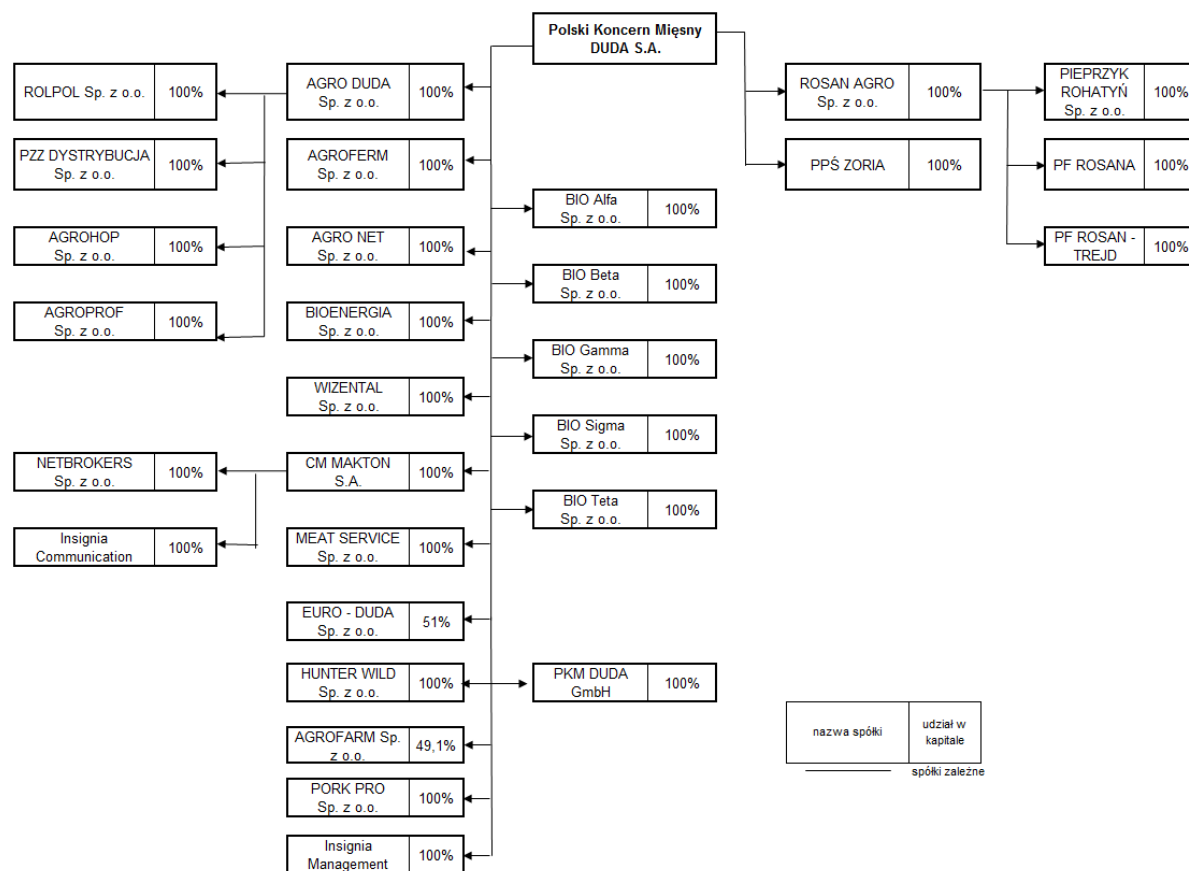 Polski Koncern Mięsny
DUDA S.A.
ROLPOL Sp. z o.o.
100%
AGRO DUDA
Sp. z o.o.
100%
ROSAN AGRO
Sp. z o.o.
100%
PIEPRZYK
ROHATYŃ
Sp. z o.o.
100%
PZZ DYSTRYBUCJA
Sp. z o.o.
100%
AGROFERM
Sp. z o.o.
100%
PPŚ ZORIA
100%
PF ROSANA
100%
BIO Alfa
Sp. z o.o.
100%
AGROHOP
Sp. z o.o.
100%
AGRO NET
Sp. z o.o.
100%
PF ROSAN -
TREJD
100%
BIO Beta
Sp. z o.o.
100%
AGROPROF
Sp. z o.o.
100%
BIOENERGIA
Sp. z o.o.
100%
BIO Gamma
Sp. z o.o.
100%
WIZENTAL
Sp. z o.o.
100%
BIO Sigma
Sp. z o.o.
100%
NETBROKERS
Sp. z o.o.
100%
CM MAKTON
S.A.
100%
BIO Teta
Sp. z o.o.
100%
Insignia
Communication
100%
MEAT SERVICE
Sp. z o.o.
100%
EURO - DUDA
Sp. z o.o.
51%
HUNTER WILD
Sp. z o.o.
100%
PKM DUDA
GmbH
100%
AGROFARM Sp.
z o.o.
49,1%
nazwa spółki
udział w
kapitale
spółki zależne
PORK PRO
Sp. z o.o.
100%
Insignia
Management
100%